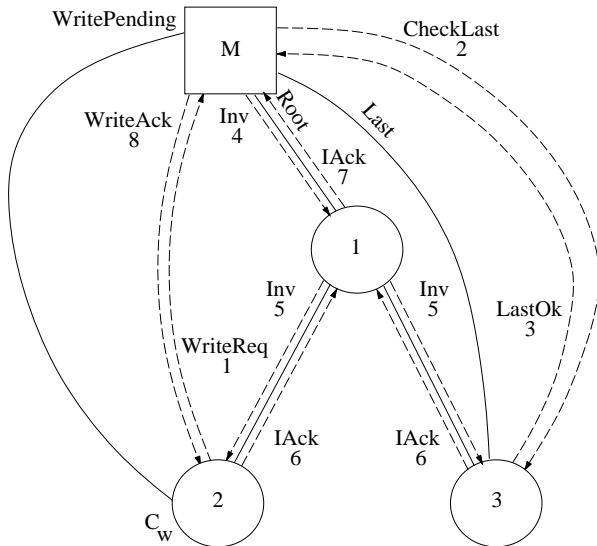 WritePending
CheckLast
2
M
Root
Last
WriteAck
8
Inv
4
IAck
7
1
Inv
5
Inv
5
LastOk
3
WriteReq
1
IAck
6
IAck
6
2
3
C_w